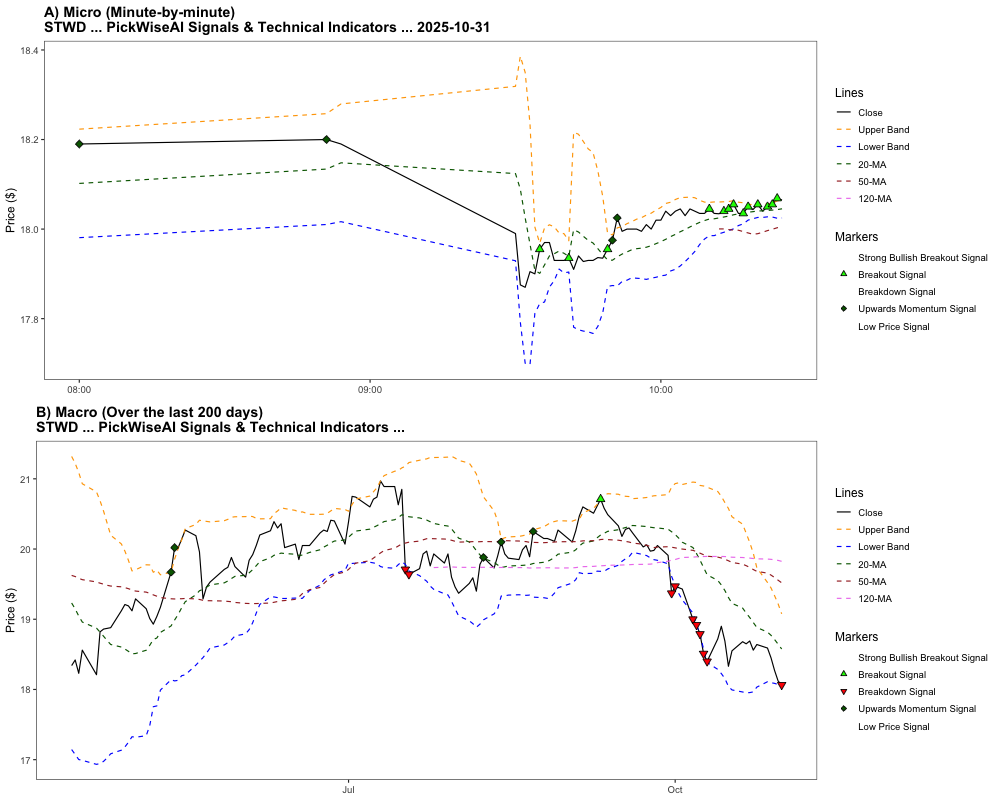 A) Micro (Minute-by-minute)
STWD ... PickWiseAI Signals & Technical Indicators ... 2025-10-31
Price ($)
18.4
18.2
18.0
17.8
08:00
09:00
10:00
Lines
Close
Upper Band
Lower Band
20-MA
50-MA
120-MA
Markers
Strong Bullish Breakout Signal
Breakout Signal
Breakdown Signal
Upwards Momentum Signal
Low Price Signal
B) Macro (Over the last 200 days)
STWD ... PickWiseAI Signals & Technical Indicators ...
Price ($)
21
20
19
18
17
Jul
Oct
Lines
Close
Upper Band
Lower Band
20-MA
50-MA
120-MA
Markers
Strong Bullish Breakout Signal
Breakout Signal
Breakdown Signal
Upwards Momentum Signal
Low Price Signal